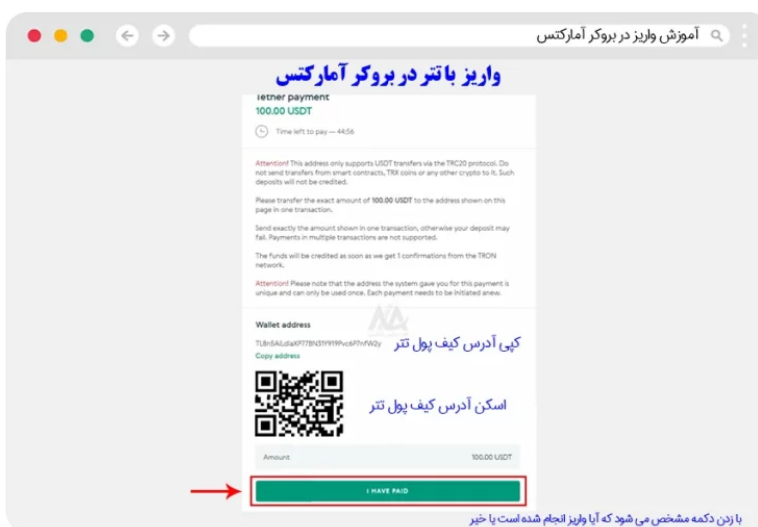 آموزش واریز در بروکر آمارکتس
واریز با تتر در بروکر آمارکتس
Tether payment
100.00 USDT
Time left to pay — 44:56
Attention! This address only supports USDT transfers via the TRC20 protocol. Do
not send transfers from smart contracts, TRX coins or any other crypto to it. Such
deposits will not be credited.
Please transfer the exact amount of 100.00 USDT to the address shown on this
page in one transaction.
Send exactly the amount shown in one transaction, otherwise your deposit may
fail. Payments in multiple transactions are not supported.
The funds will be credited as soon as we get 1 confirmations from the TRON
network.
Attention! Please note that the address the system gave you for this payment is
unique and can only be used once. Each payment needs to be initiated anew.
Wallet address
کپی آدرس کیف پول تتر
Copy address
اسکن آدرس کیف پول تتر
Amount 100.00 USDT
I HAVE PAID
با زدن دکمه مشخص می شود که آیا واریز انجام شده است یا خیر